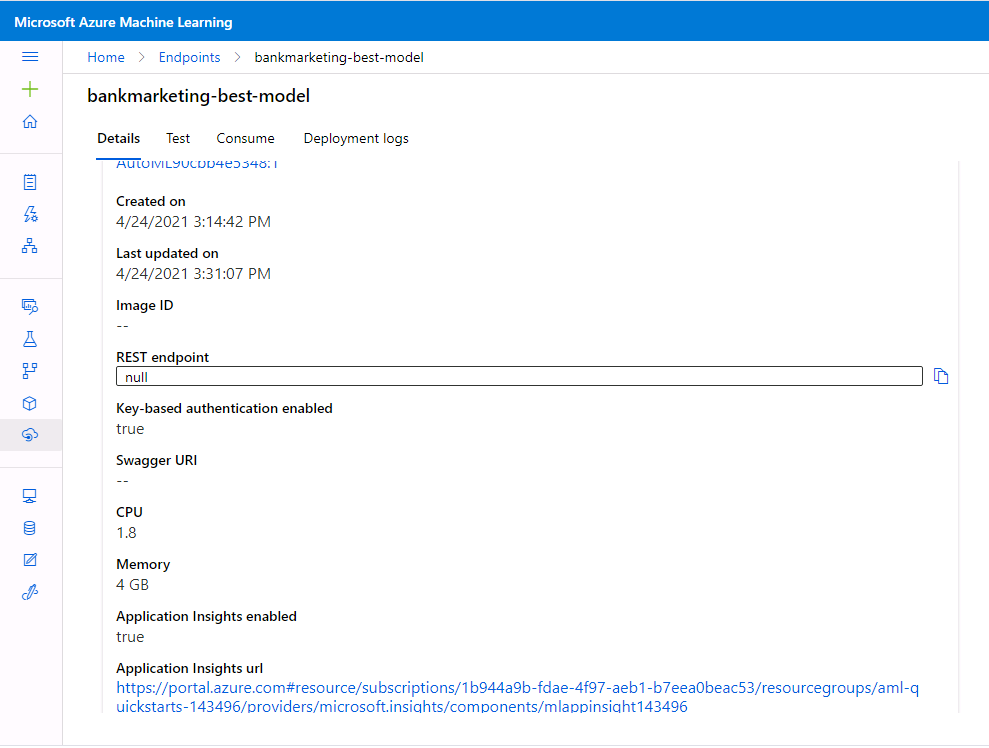 Microsoft Azure Machine Learning
Home > Endpoints > bankmarketing-best-model
bankmarketing-best-model
Details Test Consume Deployment logs
AutoML90cbb4e5348:1
Created on
4/24/2021 3:14:42 PM
Last updated on
4/24/2021 3:31:07 PM
Image ID
--
REST endpoint
null
Key-based authentication enabled
true
Swagger URI
--
CPU
1.8
Memory
4 GB
Application Insights enabled
true
Application Insights url
https://portal.azure.com#resource/subscriptions/1b944a9b-fdae-4f97-aeb1-b7eea0beac53/resourcegroups/aml-q
uickstarts-143496/providers/microsoft.insights/components/mlappinsight143496